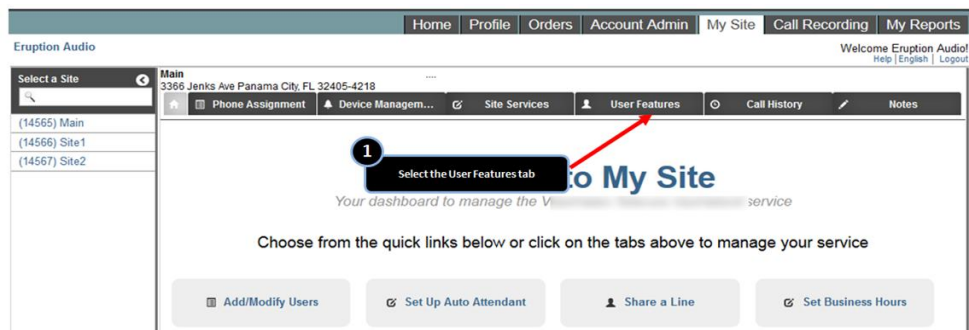 Home Profile Orders Account Admin My Site Call Recording My Reports
Eruption Audio
Welcome Eruption Audio!
Help | English | Logout
Select a Site
Main
3366 Jenks Ave Panama City, FL 32405-4218
....
Phone Assignment Device Managem... Site Services User Features Call History Notes
(14565) Main
(14566) Site1
(14567) Site2
1
Select the User Features tab
to My Site
Your dashboard to manage the service
Choose from the quick links below or click on the tabs above to manage your service
Add/Modify Users Set Up Auto Attendant Share a Line Set Business Hours